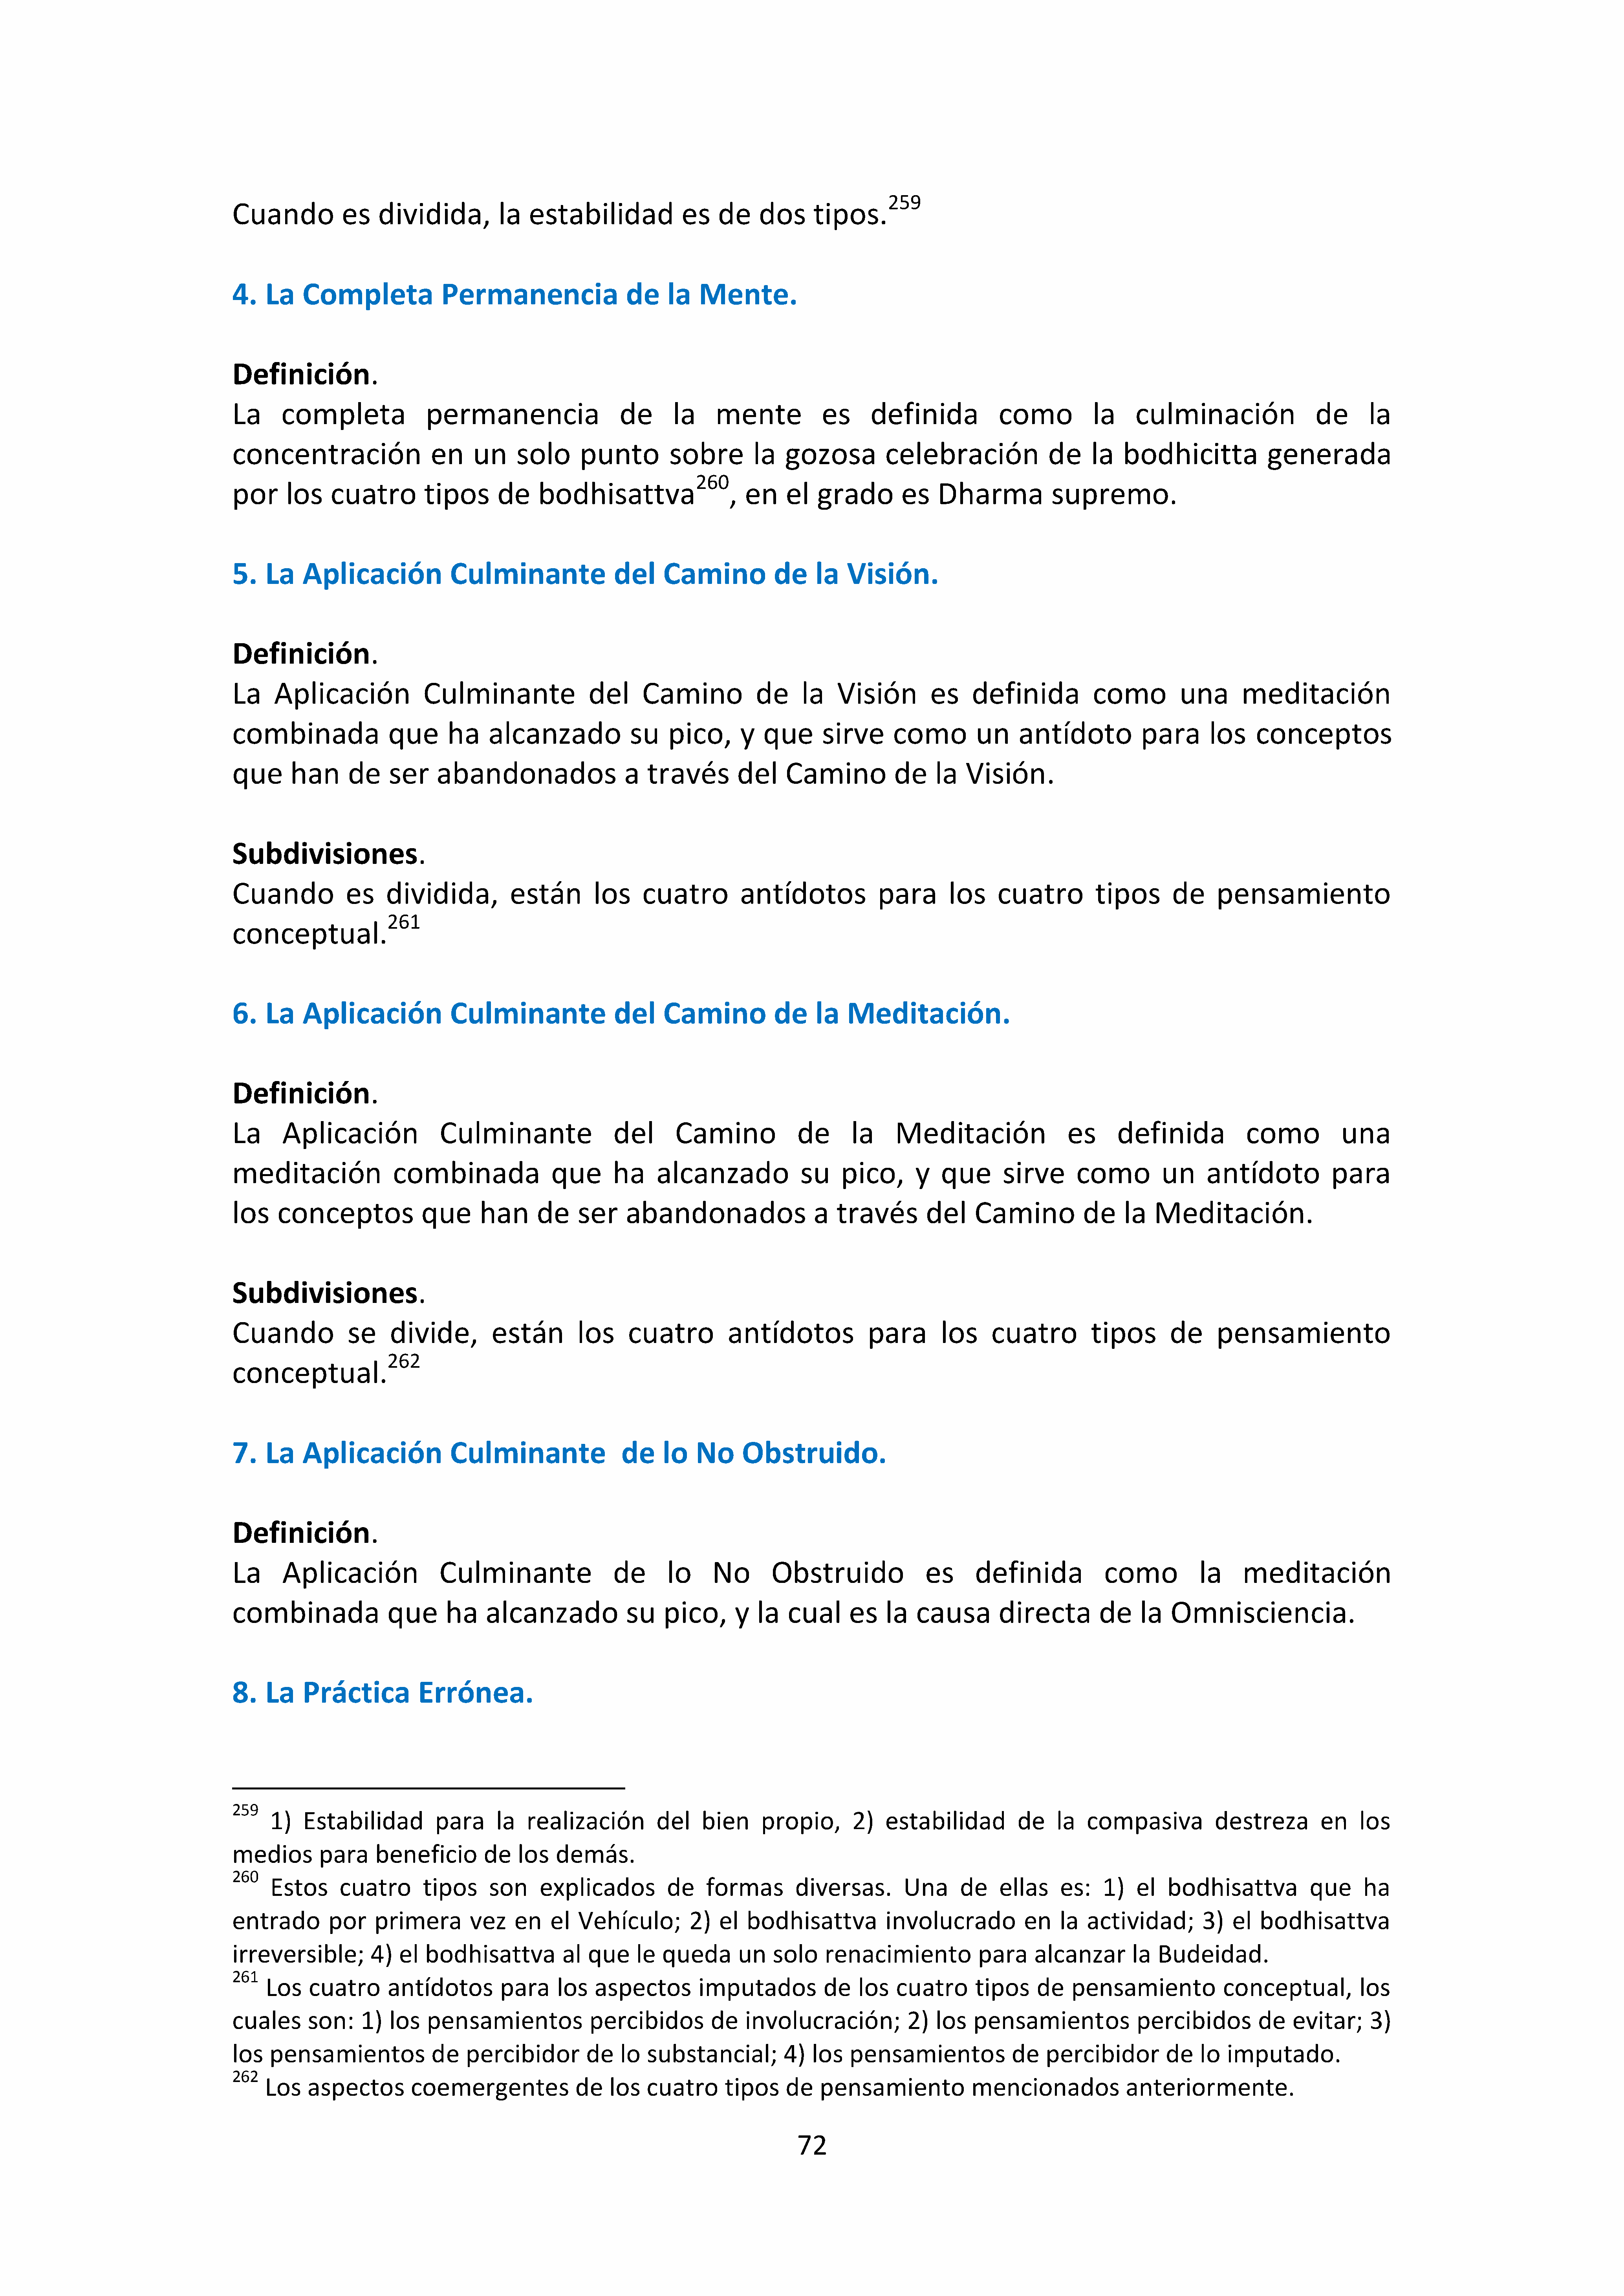 Cuando es dividida, la estabilidad es de dos tipos.259
4. La Completa Permanencia de la Mente.
Definición.
La completa permanencia de la mente es definida como la culminación de la
concentración en un solo punto sobre la gozosa celebración de la bodhicitta generada
por los cuatro tipos de bodhisattva260, en el grado es Dharma supremo.
5. La Aplicación Culminante del Camino de la Visión.
Definición.
La Aplicación Culminante del Camino de la Visión es definida como una meditación
combinada que ha alcanzado su pico, y que sirve como un antídoto para los conceptos
que han de ser abandonados a través del Camino de la Visión.
Subdivisiones.
Cuando es dividida, están los cuatro antídotos para los cuatro tipos de pensamiento
conceptual.261
6. La Aplicación Culminante del Camino de la Meditación.
Definición.
La Aplicación Culminante del Camino de la Meditación es definida como una
meditación combinada que ha alcanzado su pico, y que sirve como un antídoto para
los conceptos que han de ser abandonados a través del Camino de la Meditación.
Subdivisiones.
Cuando se divide, están los cuatro antídotos para los cuatro tipos de pensamiento
conceptual.262
7. La Aplicación Culminante de lo No Obstruido.
Definición.
La Aplicación Culminante de lo No Obstruido es definida como la meditación
combinada que ha alcanzado su pico, y la cual es la causa directa de la Omnisciencia.
8. La Práctica Errónea.
259 1) Estabilidad para la realización del bien propio, 2) estabilidad de la compasiva destreza en los
medios para beneficio de los demás.
260 Estos cuatro tipos son explicados de formas diversas. Una de ellas es: 1) el bodhisattva que ha
entrado por primera vez en el Vehículo; 2) el bodhisattva involucrado en la actividad; 3) el bodhisattva
irreversible; 4) el bodhisattva al que le queda un solo renacimiento para alcanzar la Budeidad.
261 Los cuatro antídotos para los aspectos imputados de los cuatro tipos de pensamiento conceptual, los
cuales son: 1) los pensamientos percibidos de involucración; 2) los pensamientos percibidos de evitar; 3)
los pensamientos de percibidor de lo substancial; 4) los pensamientos de percibidor de lo imputado.
262 Los aspectos coemergentes de los cuatro tipos de pensamiento mencionados anteriormente.
72